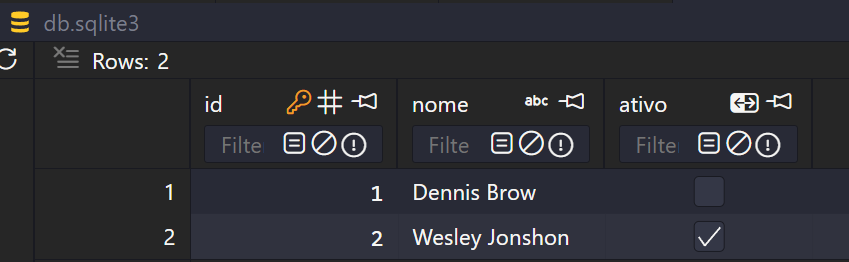 db.sqlite3
Rows: 2
id nome abc ativo
Filte Filte Filte
1 1 Dennis Brow
2 2 Wesley Jonshon